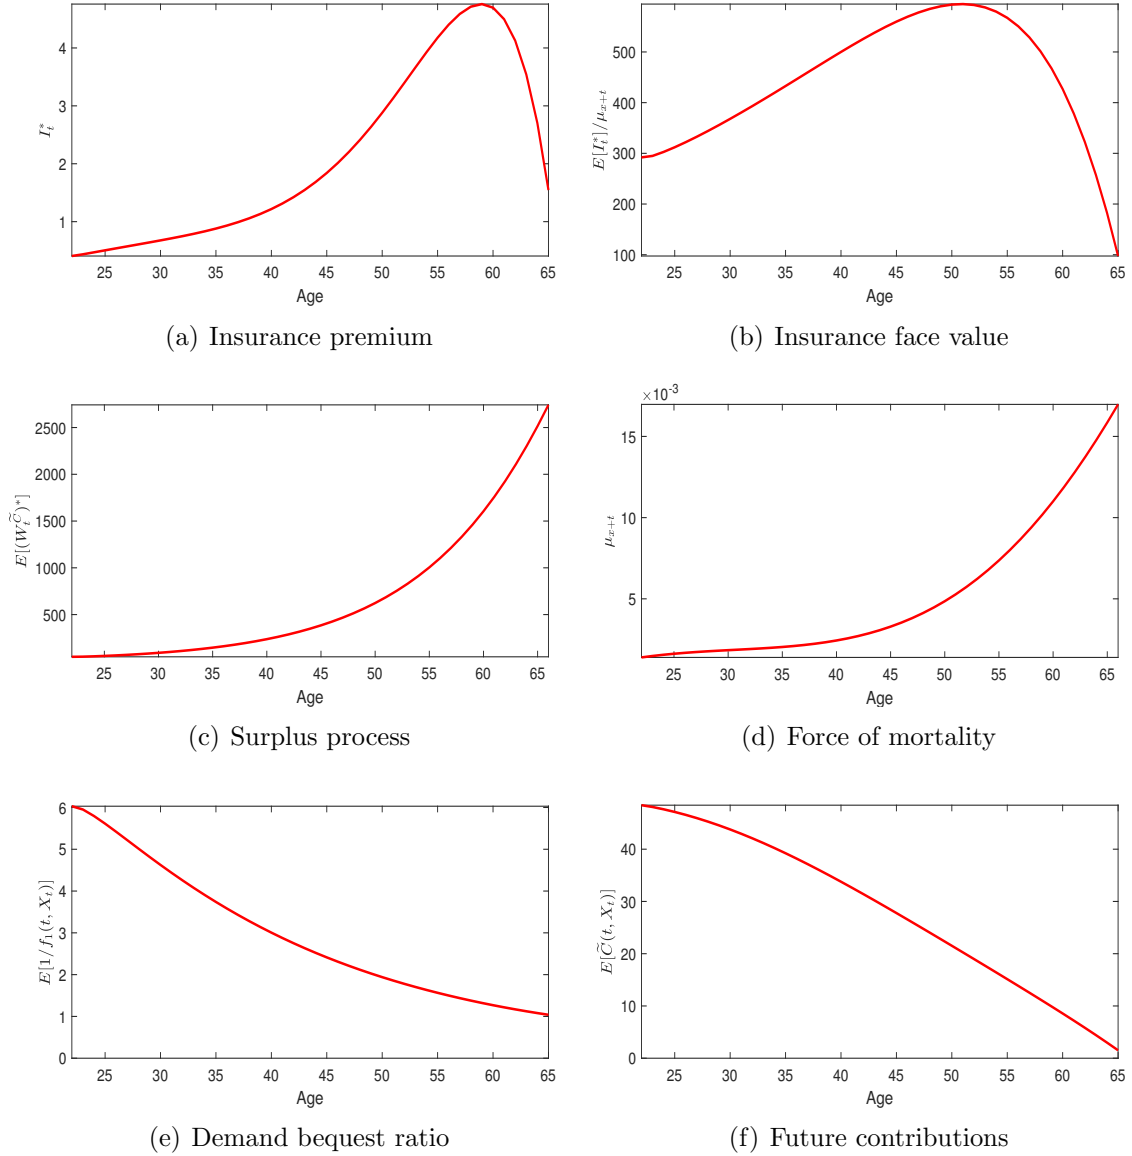 4
3
2
1
I_t^*
25 30 35 40 45 50 55 60 65
Age
(a) Insurance premium
500
400
300
200
100
E[I_t^*]/μ_{x+t}
25 30 35 40 45 50 55 60 65
Age
(b) Insurance face value
2500
2000
1500
1000
500
E[(W_t^{C̃})^*]
25 30 35 40 45 50 55 60 65
Age
(c) Surplus process
×10^{-3}
15
10
5
μ_{x+t}
25 30 35 40 45 50 55 60 65
Age
(d) Force of mortality
6
5
4
3
2
1
0
E[1/f_1(t, X_t)]
25 30 35 40 45 50 55 60 65
Age
(e) Demand bequest ratio
40
30
20
10
0
E[C̃(t, X_t)]
25 30 35 40 45 50 55 60 65
Age
(f) Future contributions